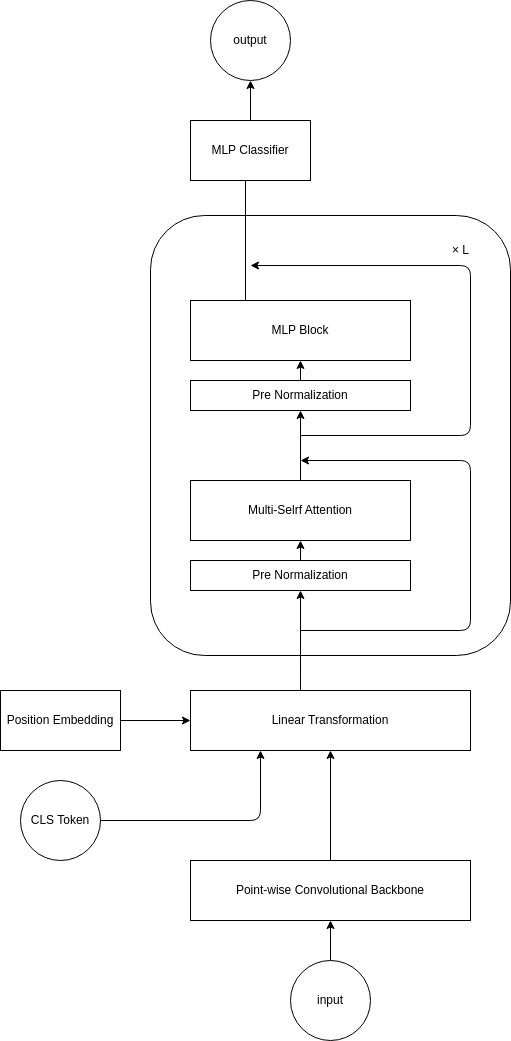 output
MLP Classifier
× L
MLP Block
Pre Normalization
Multi-Selrf Attention
Pre Normalization
Position Embedding
Linear Transformation
CLS Token
Point-wise Convolutional Backbone
input